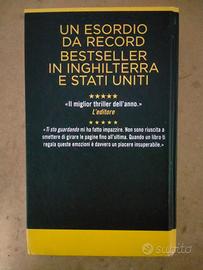 UN ESORDIO
DA RECORD
BESTSELLER
IN INGHILTERRA
E STATI UNITI
«Il miglior thriller dell'anno.»
L'editore
«Ti sto guardando mi ha fatto impazzire. Non sono riuscita a
smettere di girare le pagine fino all'ultima. Quando un libro ti
regala queste emozioni è davvero un piacere insuperabile.»
subito